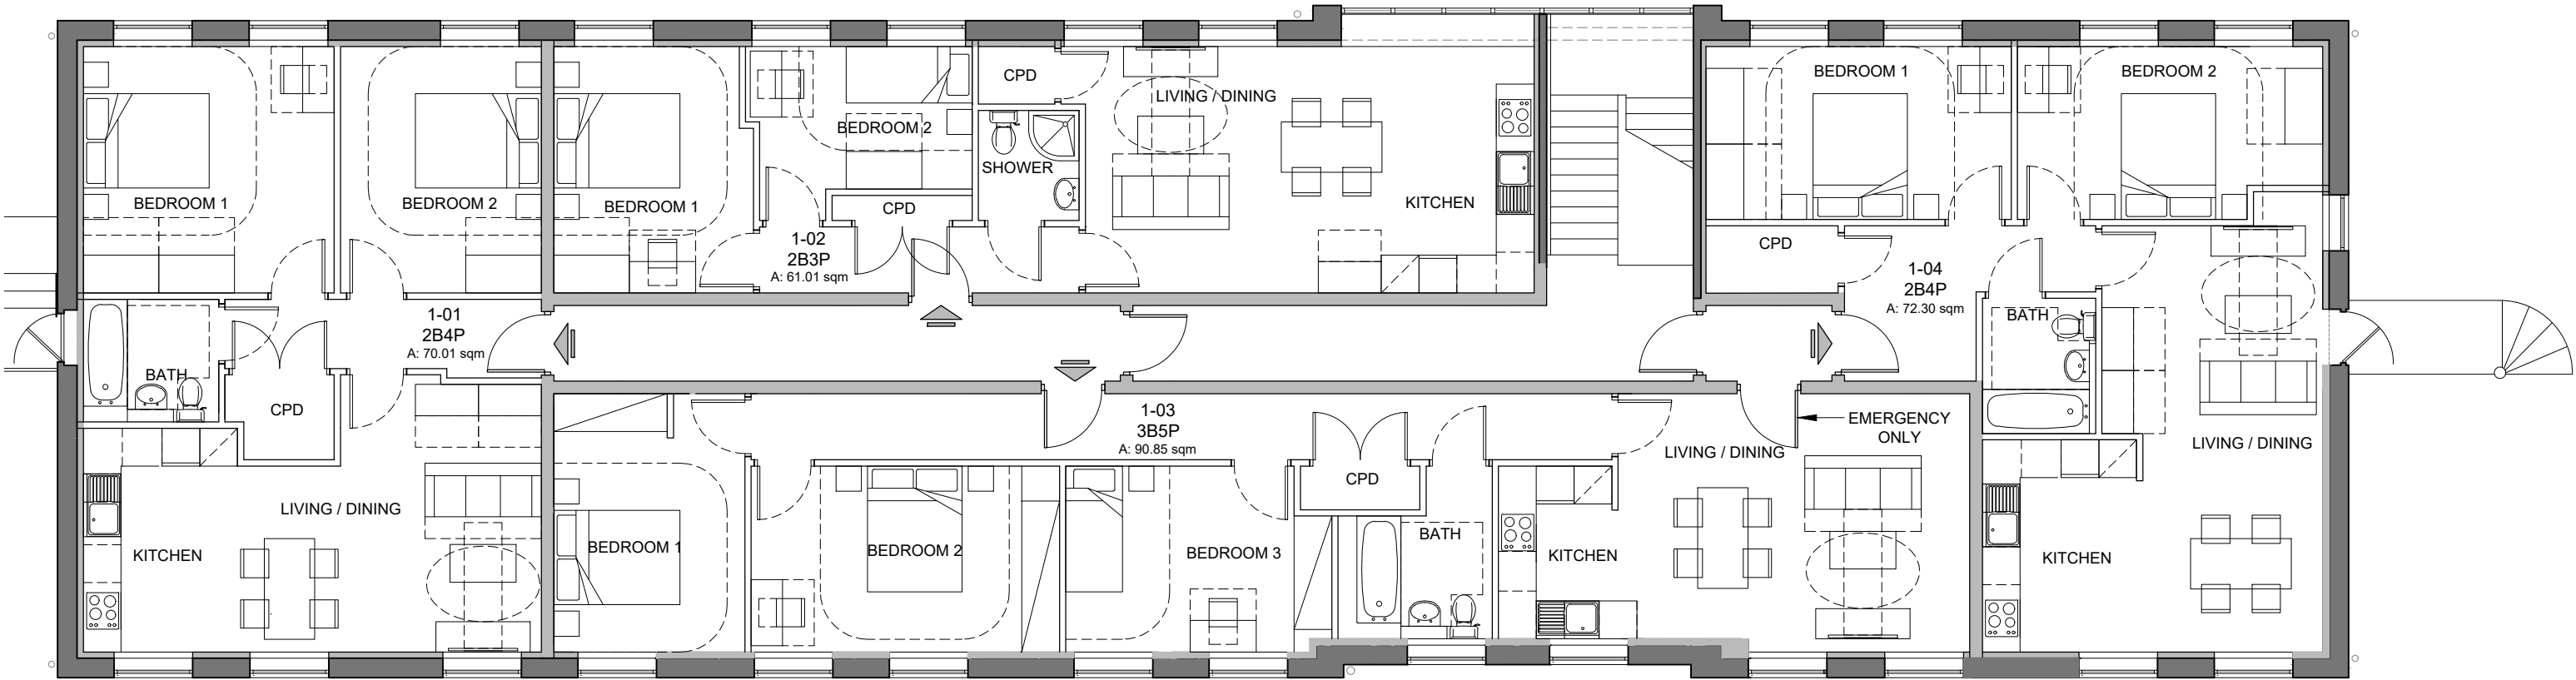 BEDROOM 1
BEDROOM 2
BEDROOM 1
BEDROOM 2
CPD
CPD
SHOWER
LIVING / DINING
KITCHEN
1-02
2B3P
A: 61.01 sqm
BEDROOM 1
BEDROOM 2
CPD
1-04
2B4P
A: 72.30 sqm
BATH
LIVING / DINING
KITCHEN
1-01
2B4P
A: 70.01 sqm
BATH
CPD
LIVING / DINING
KITCHEN
1-03
3B5P
A: 90.85 sqm
BEDROOM 1
BEDROOM 2
BEDROOM 3
CPD
BATH
KITCHEN
LIVING / DINING
EMERGENCY
ONLY